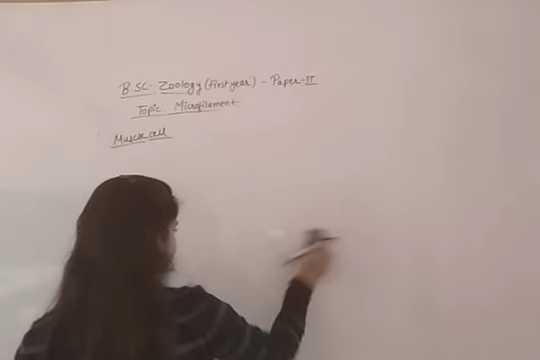 B.SC. Zoology (first year) - Paper-II
Topic. Microfilament
Muscle cell